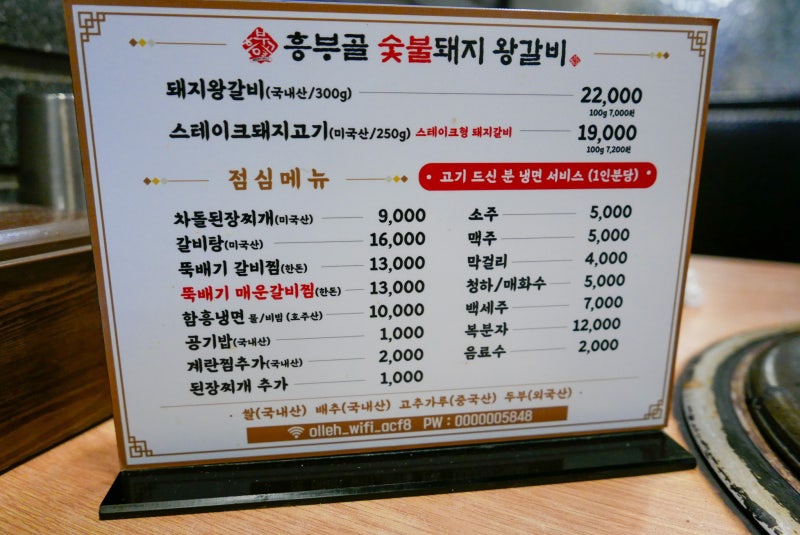 흥부골 숯불돼지 왕갈비
돼지왕갈비(국내산/300g) 22,000
100g 7,000원
스테이크돼지고기(미국산/250g) 스테이크형 돼지갈비 19,000
100g 7,200원
점심메뉴
• 고기 드신 분 냉면 서비스 (1인분당) •
차돌된장찌개(미국산) 9,000
갈비탕(미국산) 16,000
뚝배기 갈비찜(한돈) 13,000
뚝배기 매운갈비찜(한돈) 13,000
함흥냉면 물/비빔 (호주산) 10,000
공기밥(국내산) 1,000
계란찜추가(국내산) 2,000
된장찌개 추가 1,000
소주 5,000
맥주 5,000
막걸리 4,000
청하/매화수 5,000
백세주 7,000
복분자 12,000
음료수 2,000
쌀(국내산) 배추(국내산) 고추가루(중국산) 두부(외국산)
olleh_wifi_acf8 PW : 0000005848